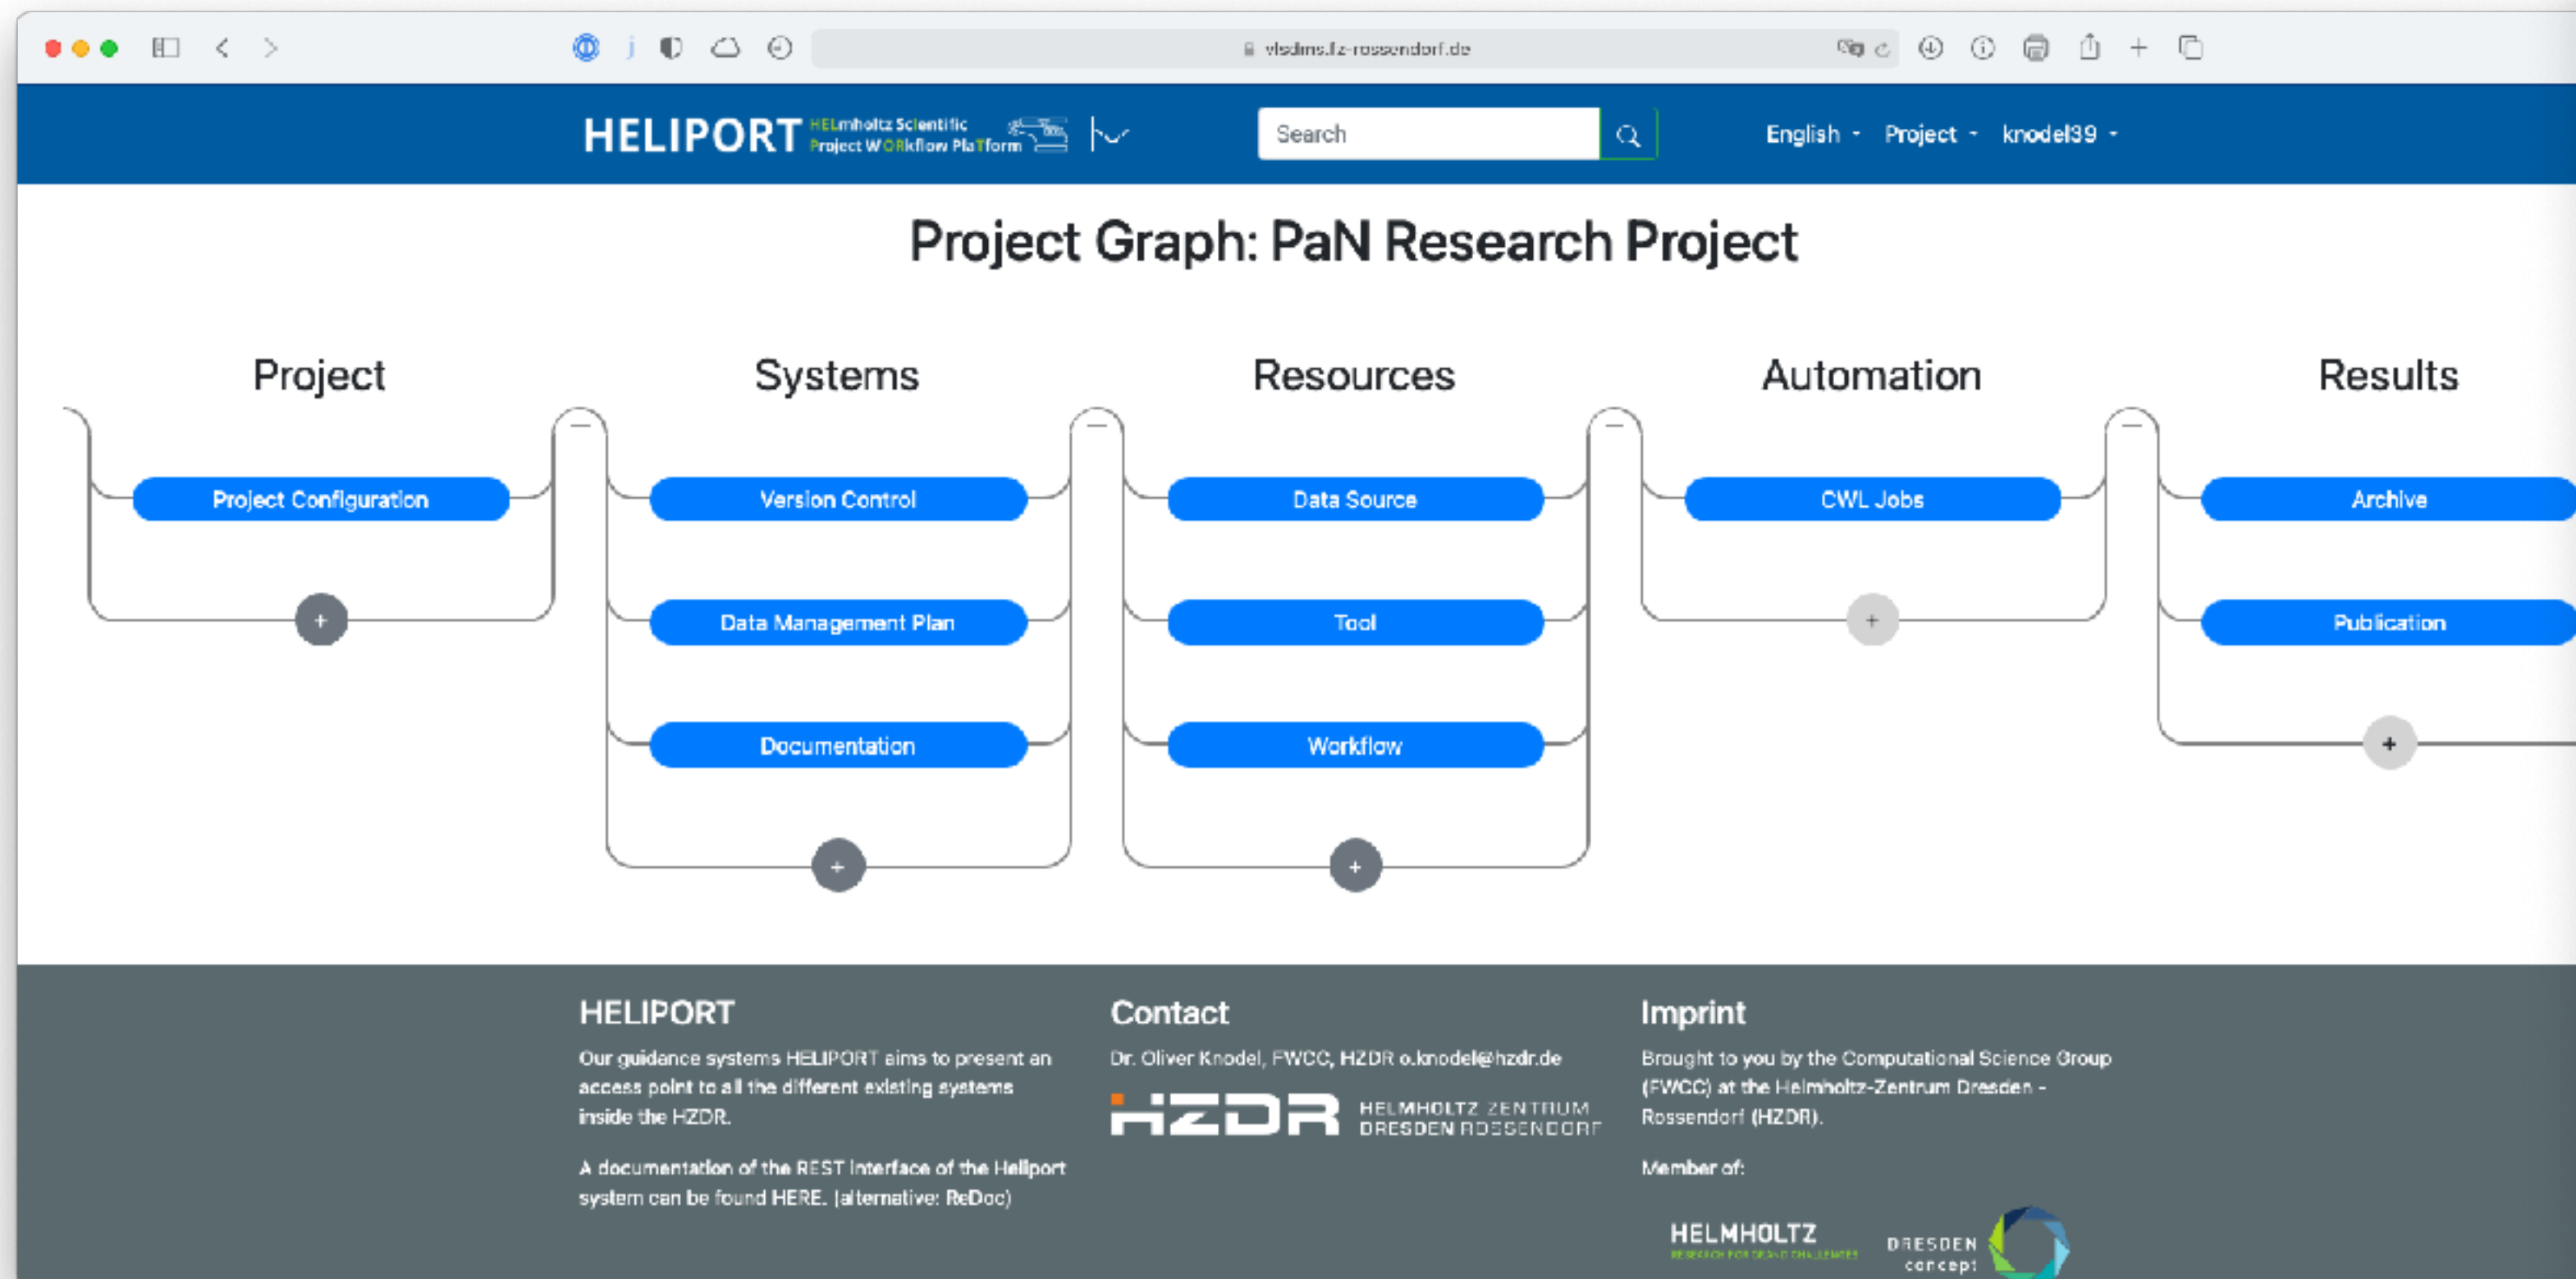 vlsdms.fz-rossendorf.de
HELIPORT
HELmholtz ScIentific
Project WORkflow PlaTform
Search
English
Project
knodel39
Project Graph: PaN Research Project
Project
Systems
Resources
Automation
Results
Project Configuration
Version Control
Data Source
CWL Jobs
Archive
+
Data Management Plan
Tool
+
Publication
Documentation
Workflow
+
+
+
HELIPORT
Our guidance systems HELIPORT aims to present an
access point to all the different existing systems
inside the HZDR.
A documentation of the REST interface of the Heliport
system can be found HERE. (alternative: ReDoc)
Contact
Dr. Oliver Knodel, FWCC, HZDR o.knodel@hzdr.de
HZDR
HELMHOLTZ ZENTRUM
DRESDEN ROSSENDORF
Imprint
Brought to you by the Computational Science Group
(FWCC) at the Helmholtz-Zentrum Dresden -
Rossendorf (HZDR).
Member of:
HELMHOLTZ
RESEARCH FOR GRAND CHALLENGES
DRESDEN
concept